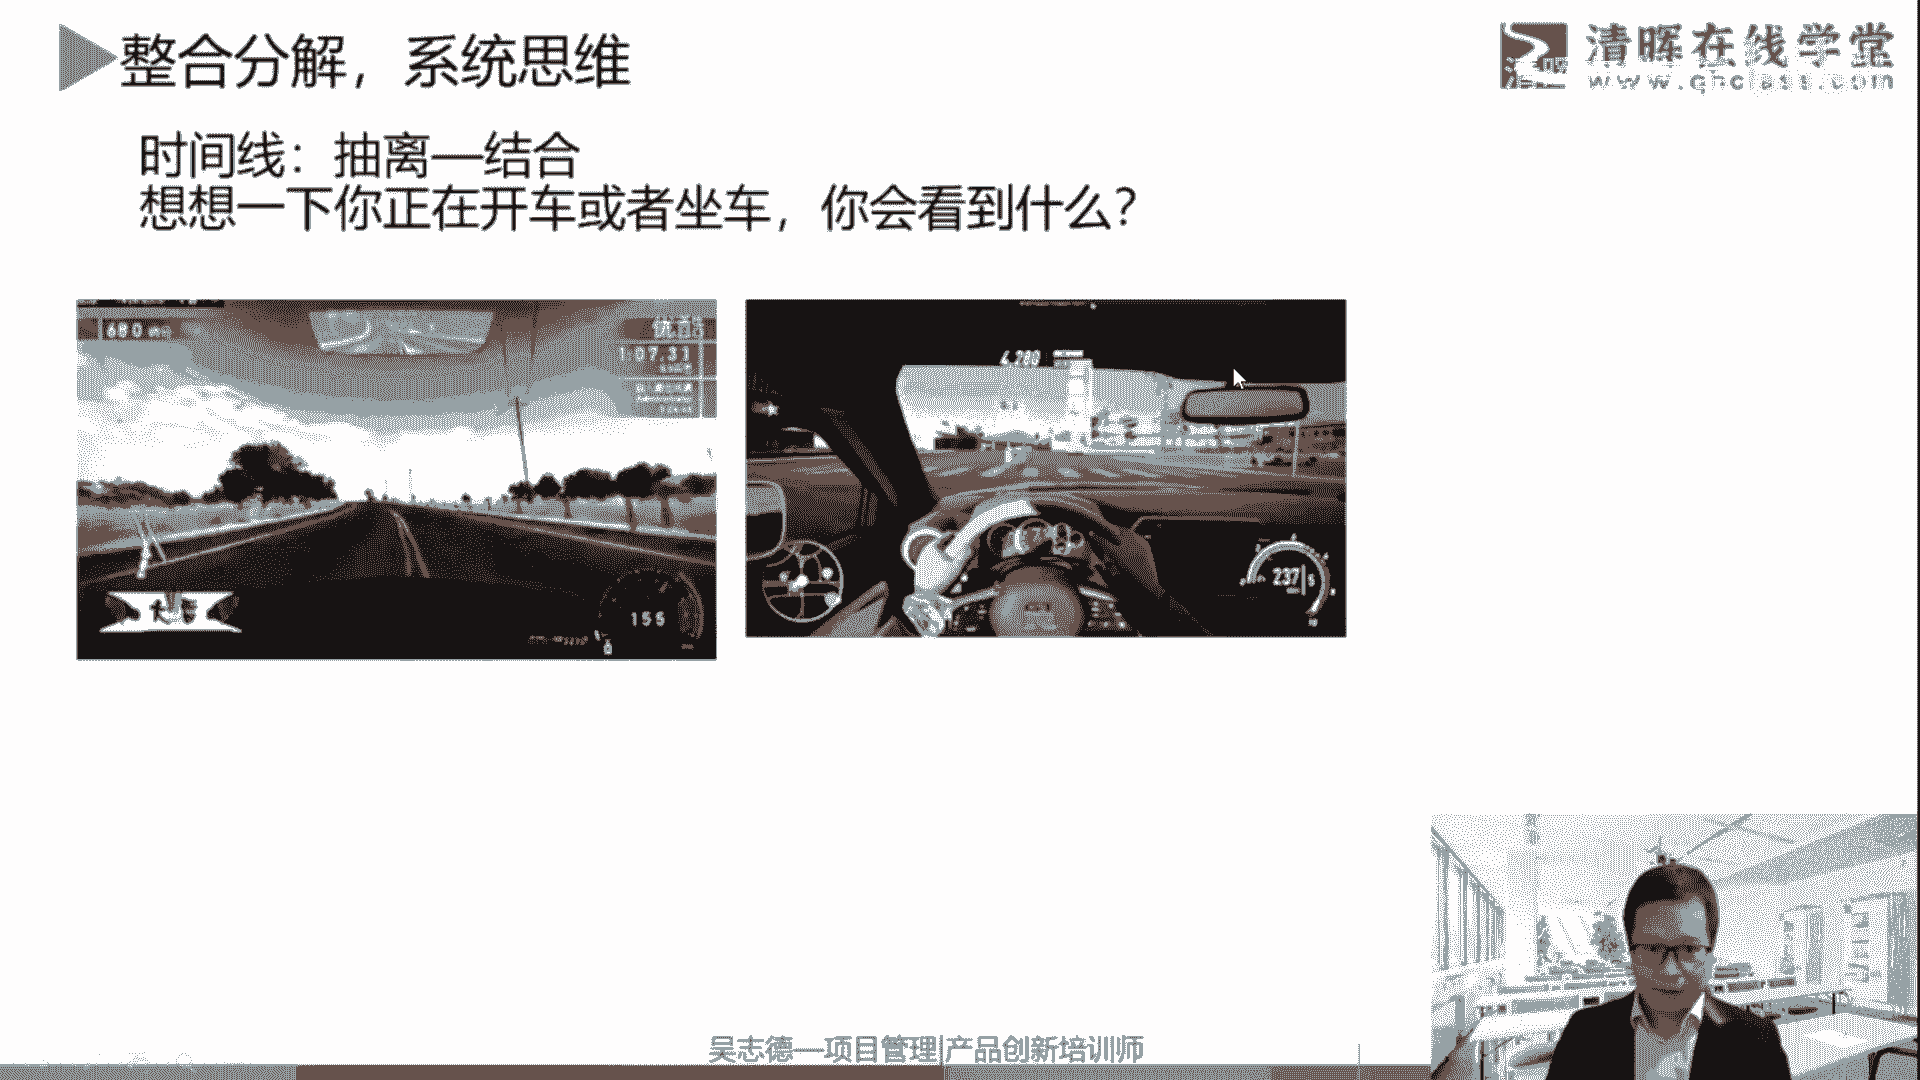 整合分解，系统思维
清晖在线学堂
www.qhclass.com
时间线：抽离—结合
想想一下你正在开车或者坐车，你会看到什么？
680
1:07.31
155
4.280
237
吴志德—项目管理|产品创新培训师